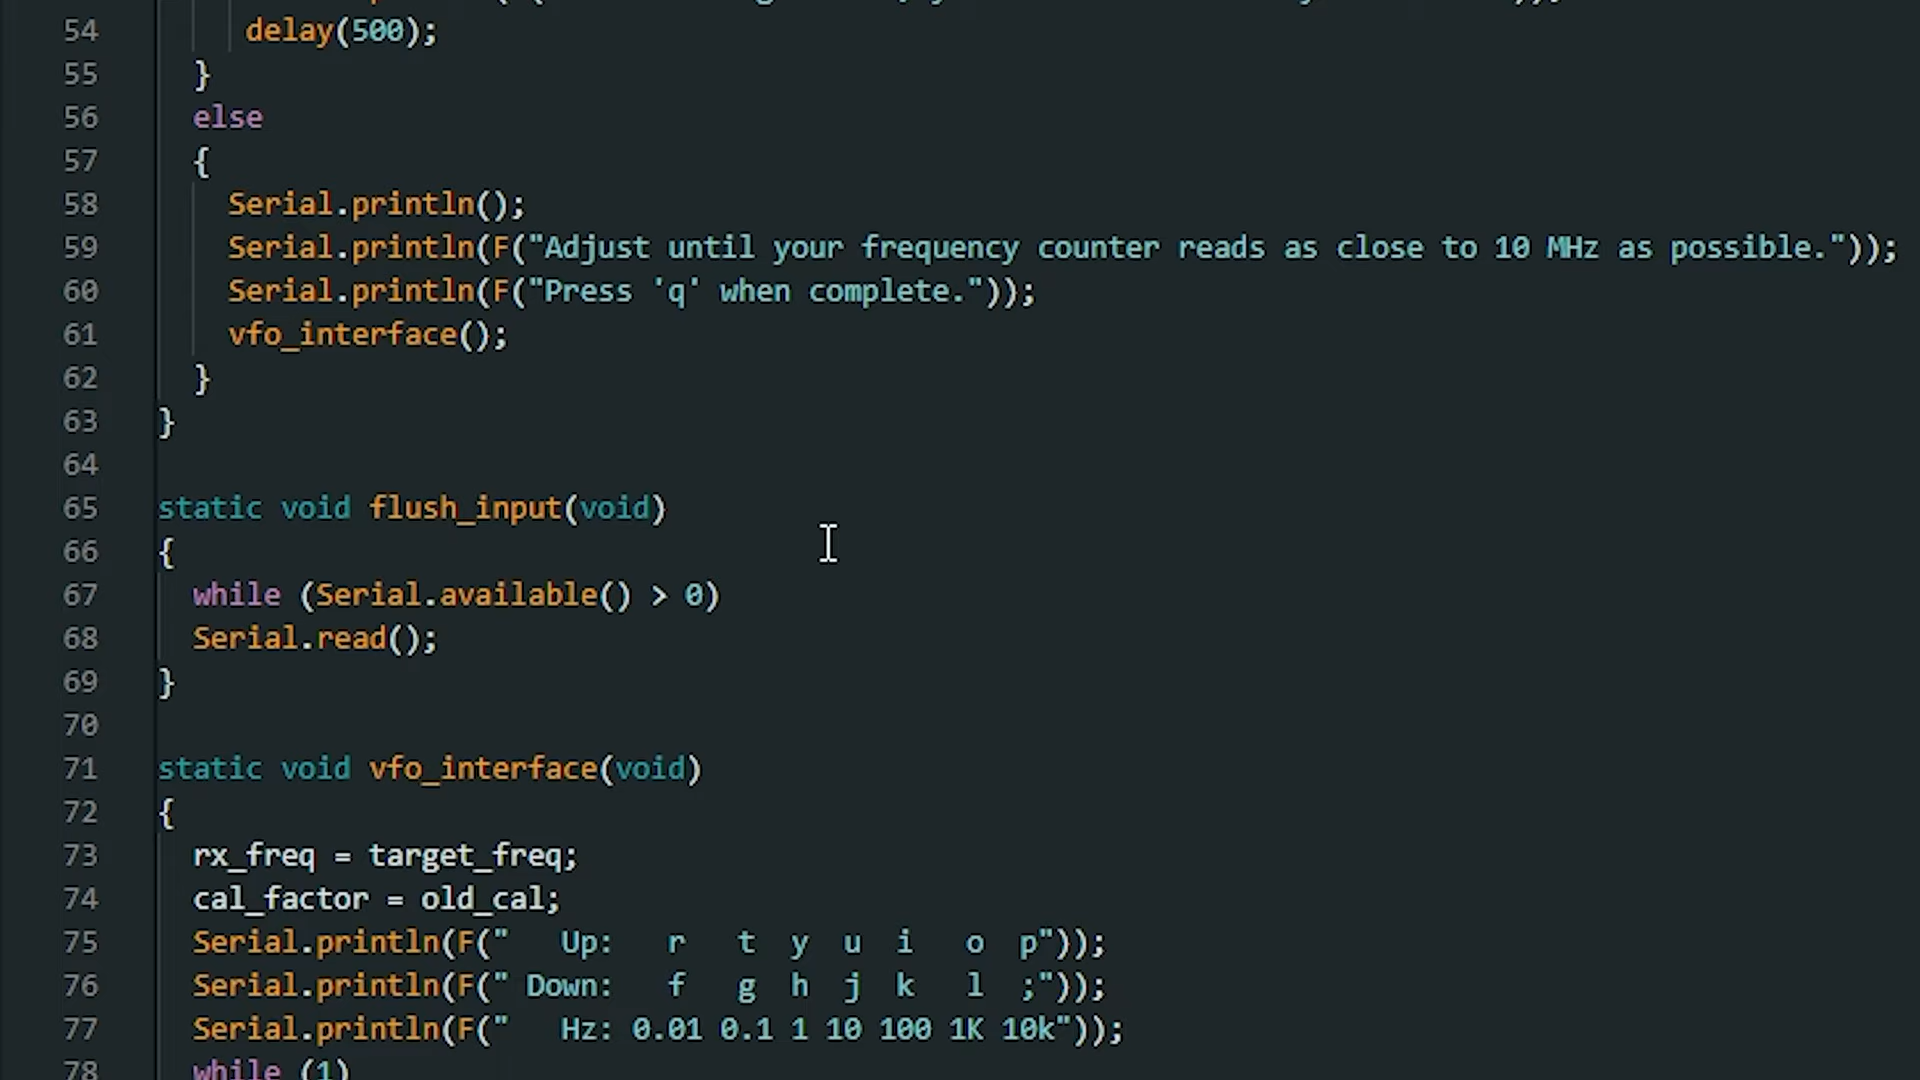 54 delay(500);
55 }
56 else
57 {
58 Serial.println();
59 Serial.println(F("Adjust until your frequency counter reads as close to 10 MHz as possible."));
60 Serial.println(F("Press 'q' when complete."));
61 vfo_interface();
62 }
63 }
64
65 static void flush_input(void)
66 {
67 while (Serial.available() > 0)
68 Serial.read();
69 }
70
71 static void vfo_interface(void)
72 {
73 rx_freq = target_freq;
74 cal_factor = old_cal;
75 Serial.println(F("   Up:   r   t  y  u  i   o  p"));
76 Serial.println(F(" Down:   f   g  h  j  k   l  ;"));
77 Serial.println(F("   Hz: 0.01 0.1 1 10 100 1K 10k"));
78 while (1)